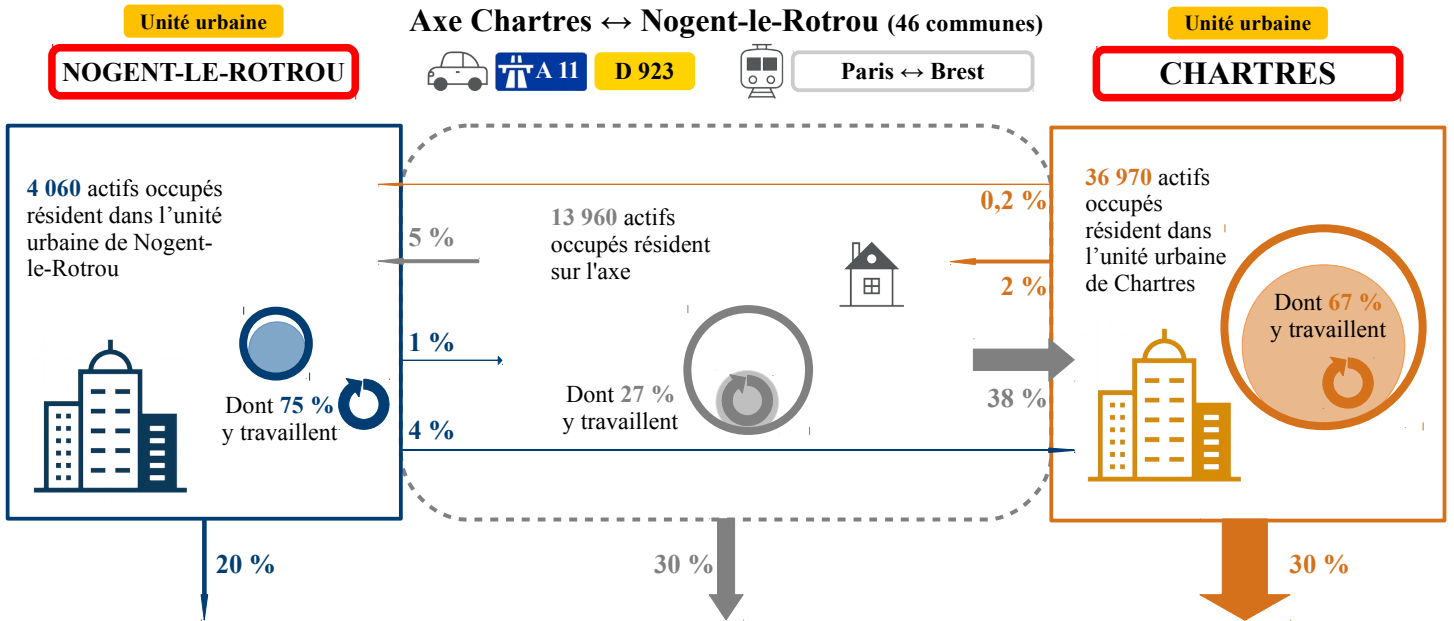 Unité urbaine
NOGENT-LE-ROTROU
Axe Chartres ↔ Nogent-le-Rotrou (46 communes)
A 11
D 923
Paris ↔ Brest
Unité urbaine
CHARTRES
4 060 actifs occupés
résident dans l’unité
urbaine de Nogent-
le-Rotrou
Dont 75 %
y travaillent
5 %
1 %
4 %
20 %
13 960 actifs
occupés résident
sur l'axe
Dont 27 %
y travaillent
0,2 %
2 %
38 %
30 %
36 970 actifs
occupés
résident dans
l’unité urbaine
de Chartres
Dont 67 %
y travaillent
30 %